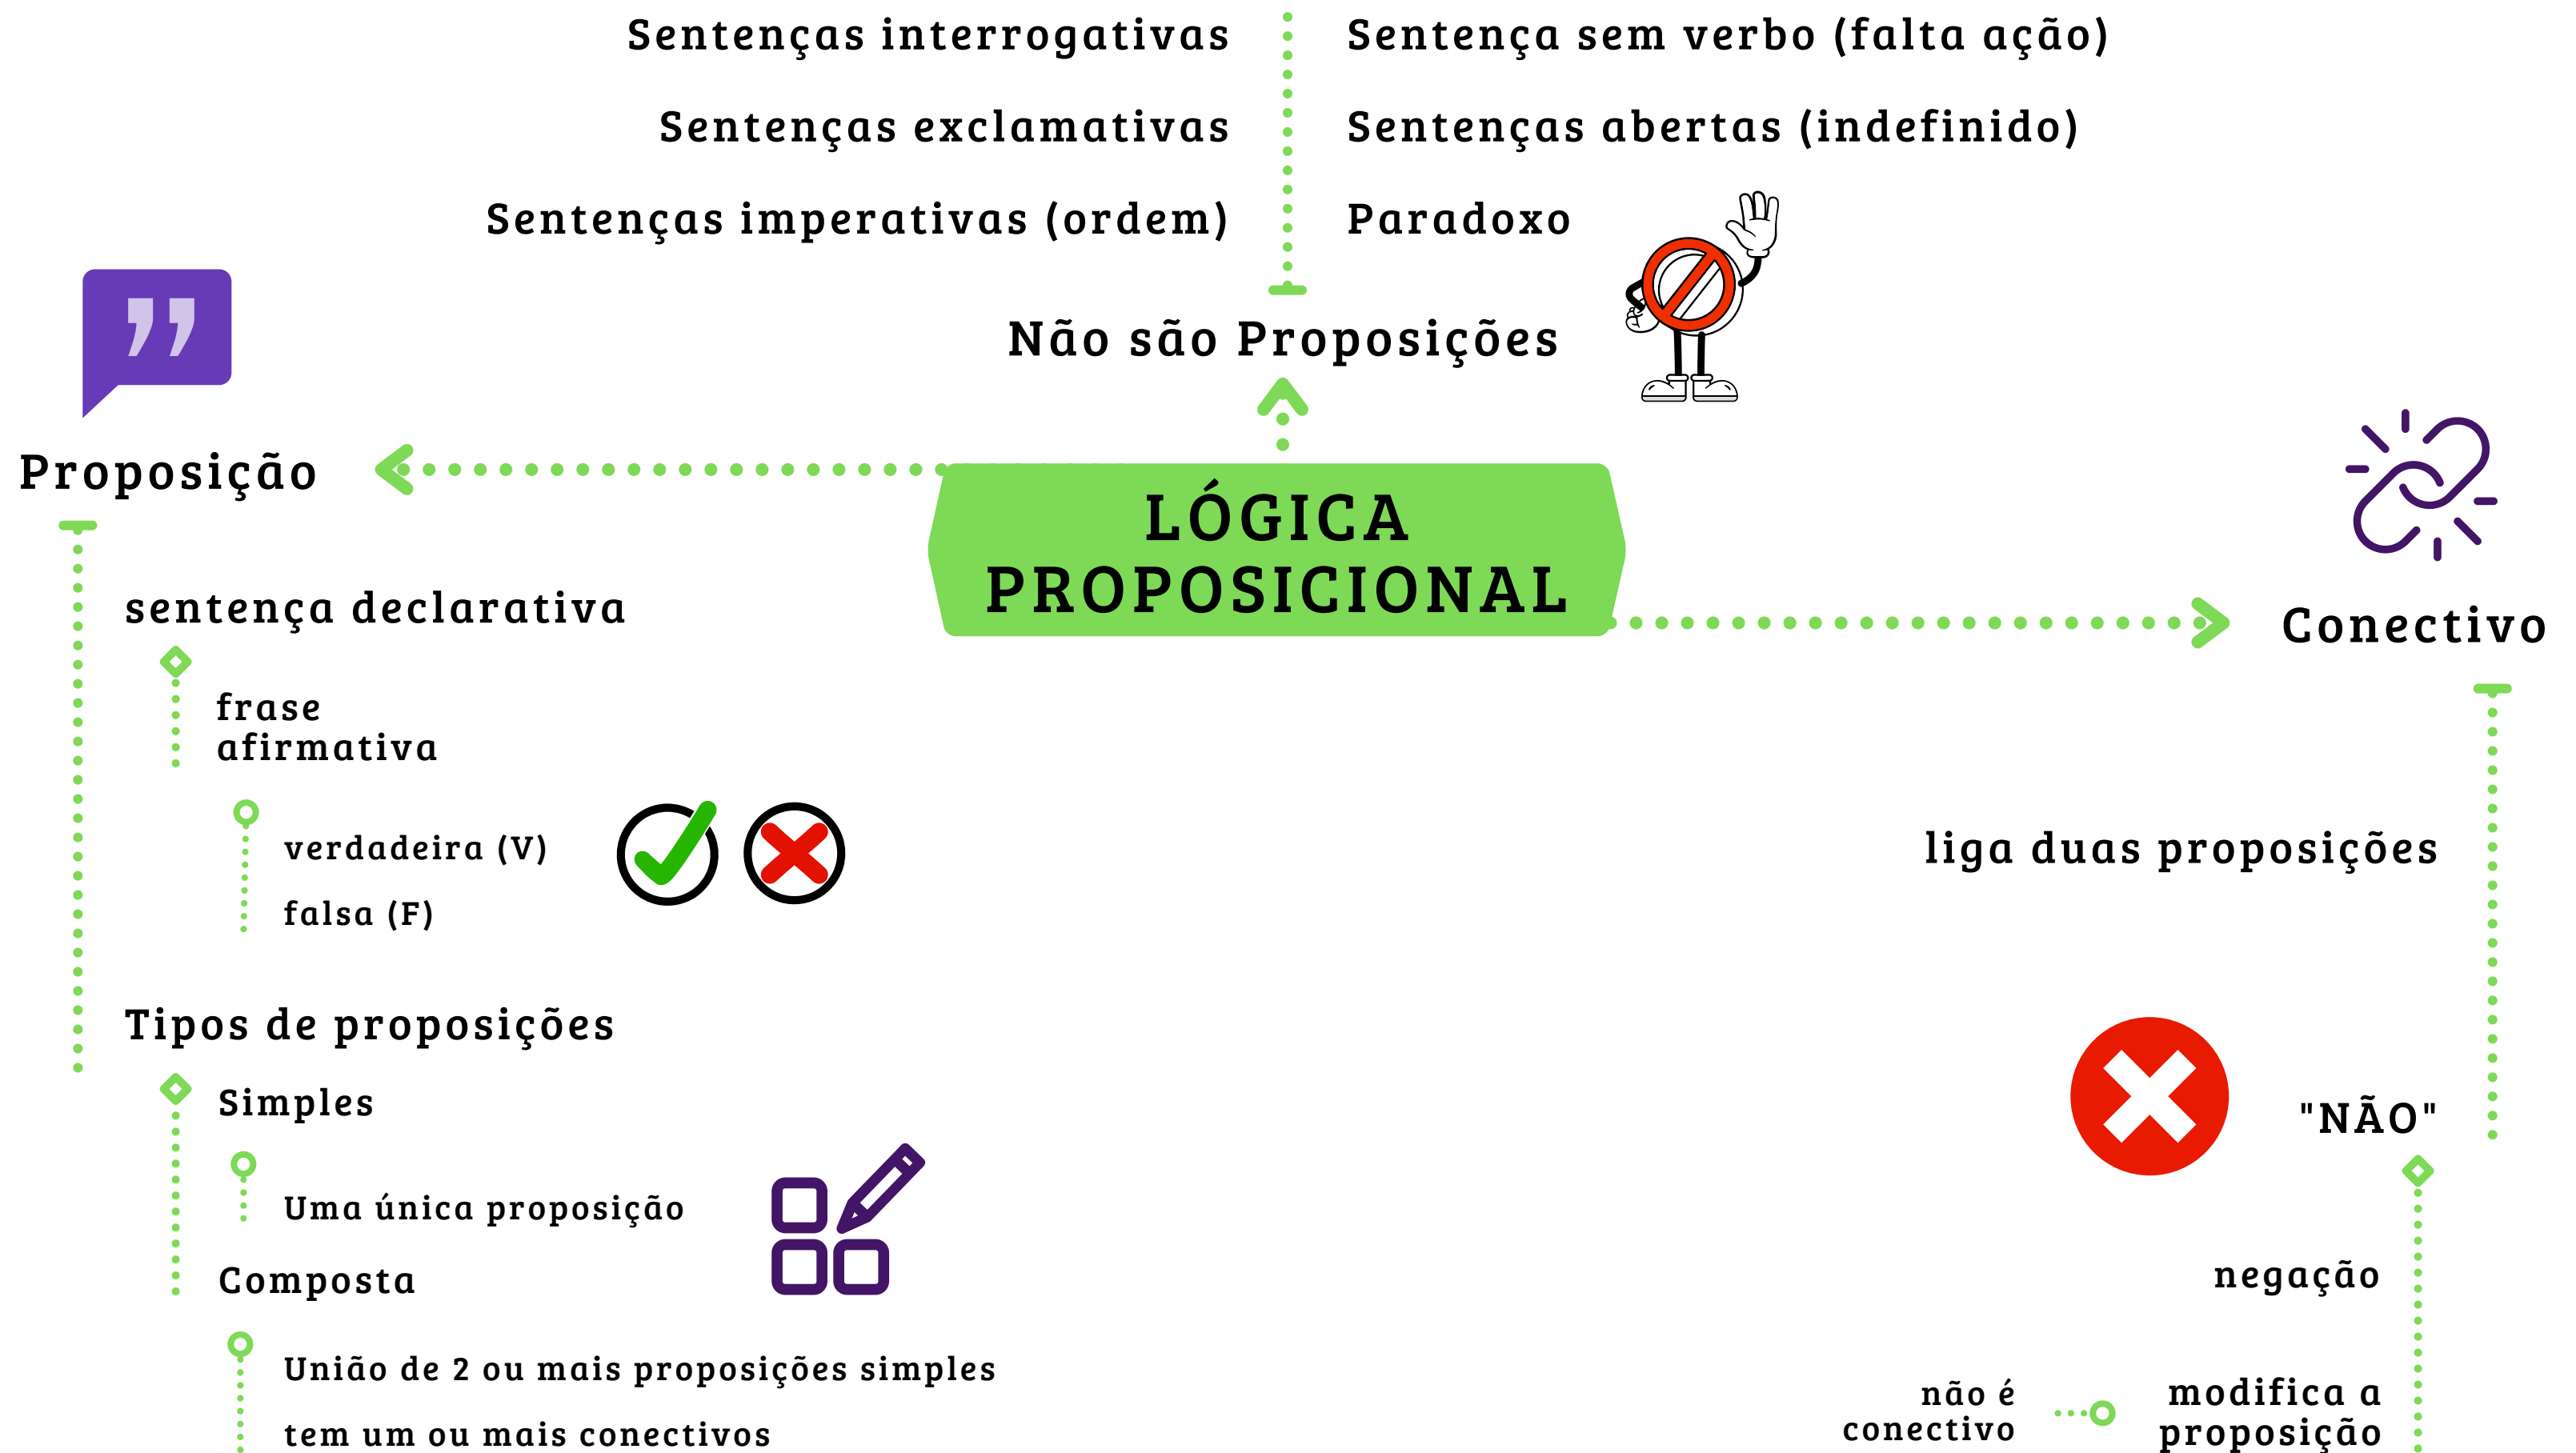 Sentenças interrogativas
Sentenças exclamativas
Sentenças imperativas (ordem)
Sentença sem verbo (falta ação)
Sentenças abertas (indefinido)
Paradoxo
Não são Proposições
LÓGICA
PROPOSICIONAL
Proposição
sentença declarativa
frase
afirmativa
verdadeira (V)
falsa (F)
Tipos de proposições
Simples
Uma única proposição
Composta
União de 2 ou mais proposições simples
tem um ou mais conectivos
Conectivo
liga duas proposições
"NÃO"
negação
modifica a
proposição
não é
conectivo